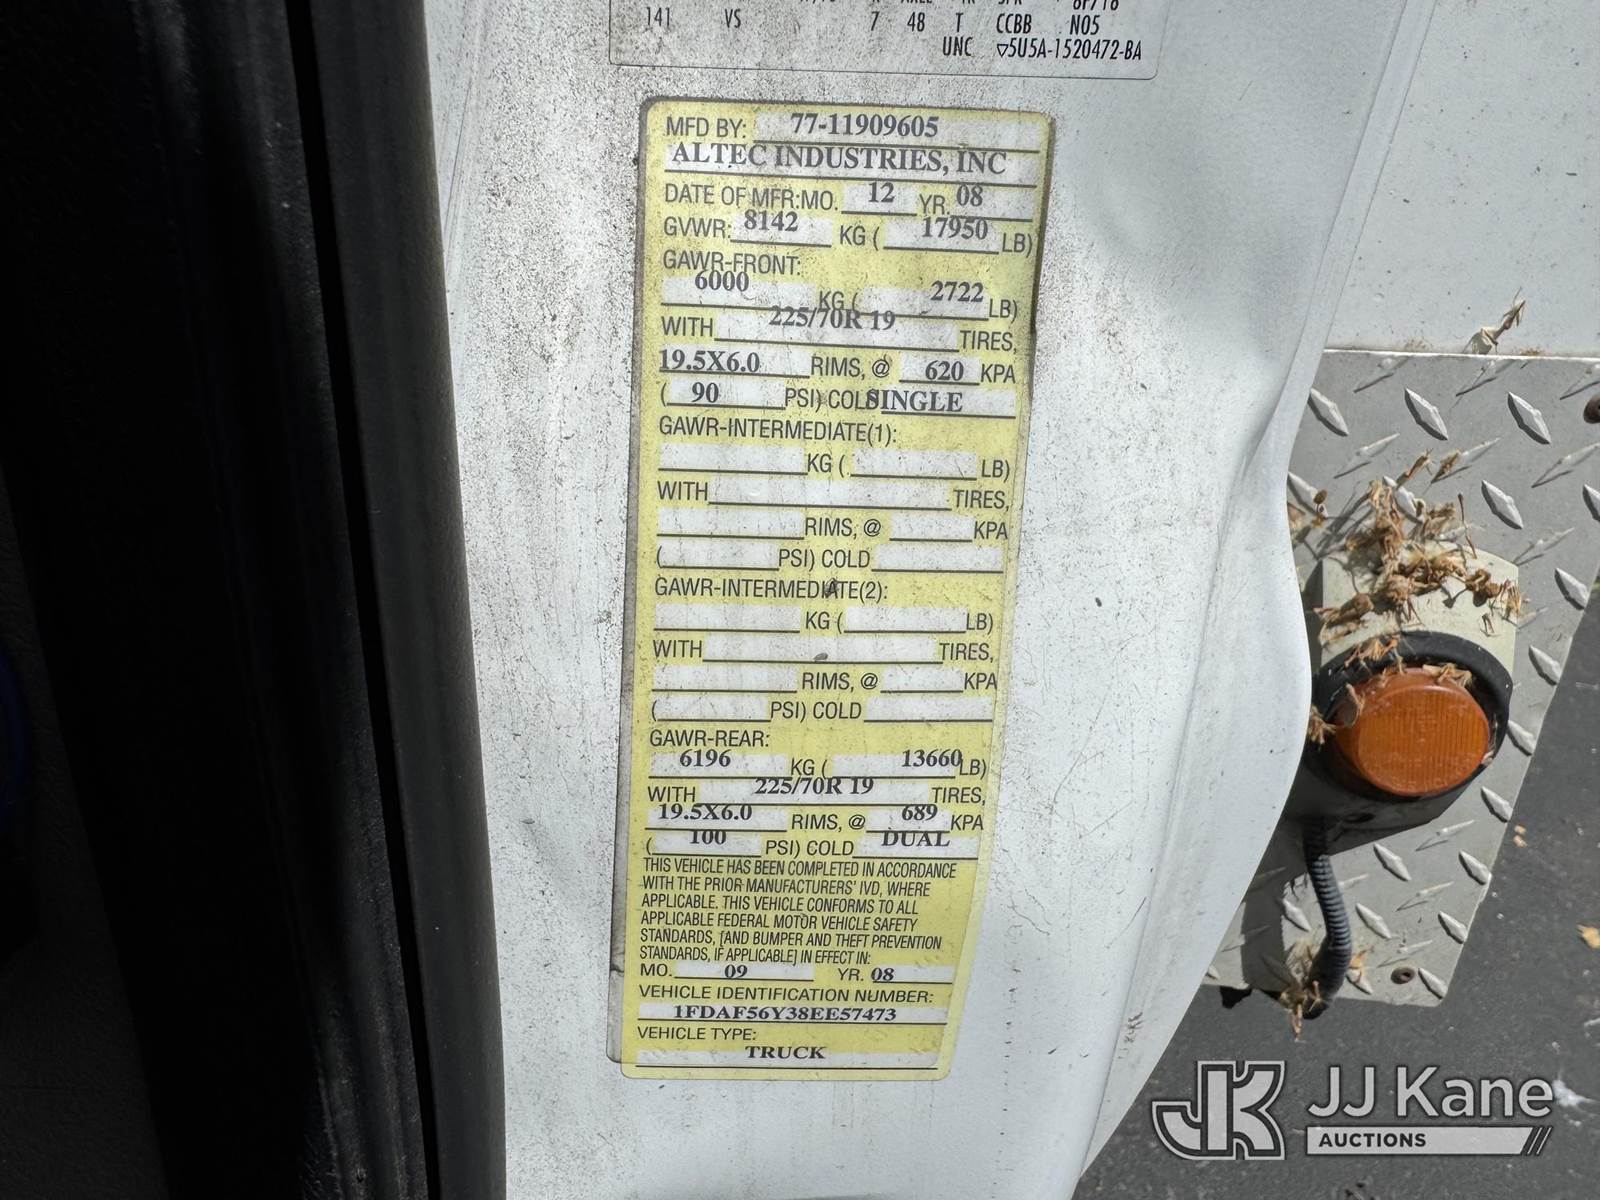 141 VS 7 48 T CCBB N05
UNC ▽5U5A-1520472-BA
MFD BY: 77-11909605
ALTEC INDUSTRIES, INC
DATE OF MFR:MO. 12 YR. 08
GVWR: 8142 KG ( 17950 LB)
GAWR-FRONT:
6000 KG ( 2722 LB)
WITH 225/70R 19 TIRES,
19.5X6.0 RIMS, @ 620 KPA
( 90 PSI) COLD SINGLE
GAWR-INTERMEDIATE(1):
KG ( LB)
WITH TIRES,
RIMS, @ KPA
( PSI) COLD
GAWR-INTERMEDIATE(2):
KG ( LB)
WITH TIRES,
RIMS, @ KPA
( PSI) COLD
GAWR-REAR:
6196 KG ( 13660 LB)
WITH 225/70R 19 TIRES,
19.5X6.0 RIMS, @ 689 KPA
( 100 PSI) COLD DUAL
THIS VEHICLE HAS BEEN COMPLETED IN ACCORDANCE
WITH THE PRIOR MANUFACTURERS' IVD, WHERE
APPLICABLE. THIS VEHICLE CONFORMS TO ALL
APPLICABLE FEDERAL MOTOR VEHICLE SAFETY
STANDARDS, [AND BUMPER AND THEFT PREVENTION
STANDARDS, IF APPLICABLE] IN EFFECT IN:
MO. 09 YR. 08
VEHICLE IDENTIFICATION NUMBER:
1FDAF56Y38EE57473
VEHICLE TYPE:
TRUCK
JK JJ Kane
AUCTIONS